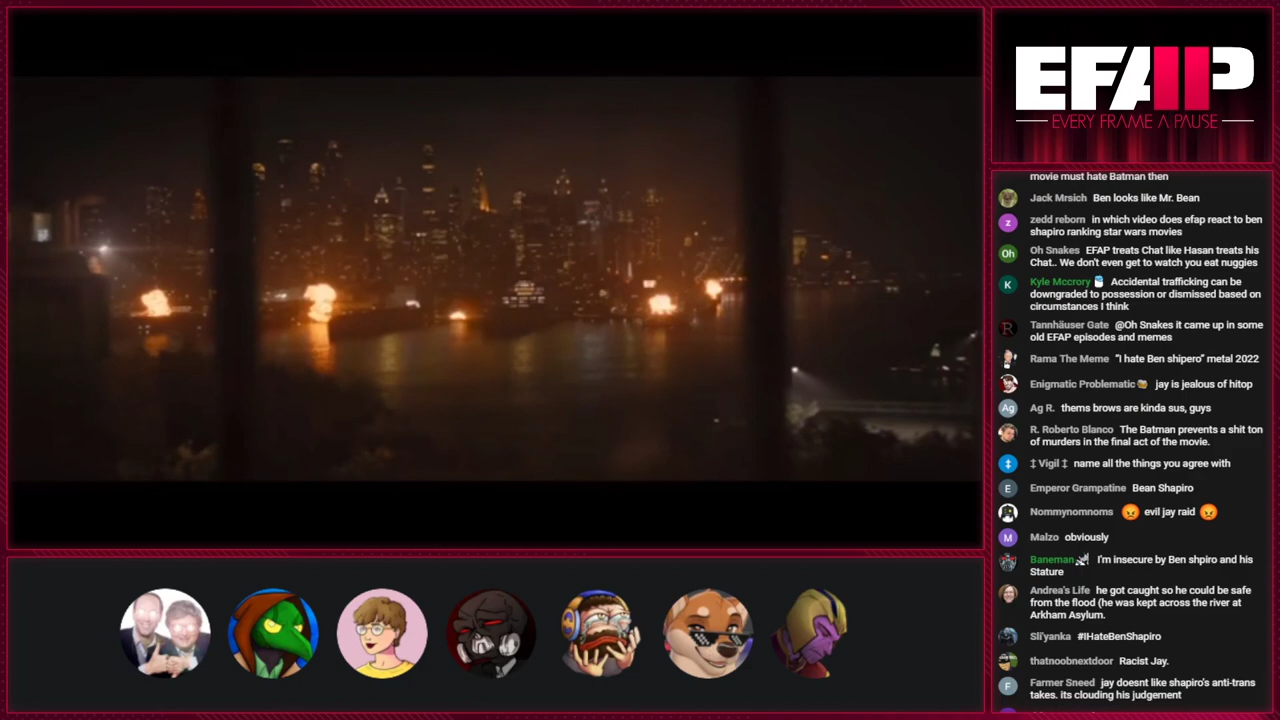 EFAP
EVERY FRAME A PAUSE
movie must hate Batman then
Jack Mrsich Ben looks like Mr. Bean
z zedd reborn in which video does efap react to ben
shapiro ranking star wars movies
Oh Oh Snakes EFAP treats Chat like Hasan treats his
Chat.. We don't even get to watch you eat nuggies
K Kyle Mccrory Accidental trafficking can be
downgraded to possession or dismissed based on
circumstances I think
Tannhäuser Gate @Oh Snakes it came up in some
old EFAP episodes and memes
Rama The Meme “I hate Ben shipero” metal 2022
Enigmatic Problematic jay is jealous of hitop
Ag Ag R. thems brows are kinda sus, guys
R. Roberto Blanco The Batman prevents a shit ton
of murders in the final act of the movie.
‡ ‡ Vigil ‡ name all the things you agree with
E Emperor Grampatine Bean Shapiro
Nommynomnoms evil jay raid
M Malzo obviously
Baneman I'm insecure by Ben shpiro and his
Stature
Andrea's Life he got caught so he could be safe
from the flood (he was kept across the river at
Arkham Asylum.
Sli'yanka #IHateBenShapiro
thatnoobnextdoor Racist Jay.
F Farmer Sneed jay doesnt like shapiro's anti-trans
takes. its clouding his judgement